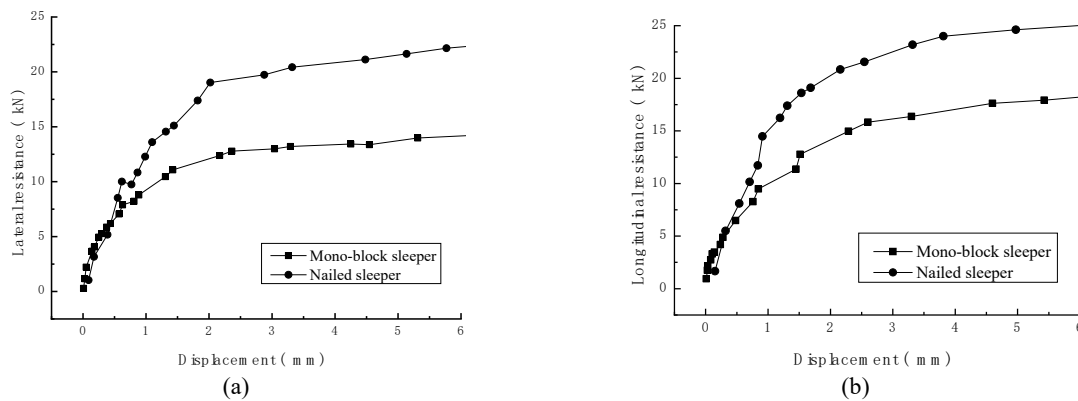 25
20
15
10
5
0
Lateral resistance ( kN)
Mono-block sleeper
Nailed sleeper
0 1 2 3 4 5 6
Displacement ( mm)
(a)
25
20
15
10
5
0
Longitudinal resistance ( kN)
Mono-block sleeper
Nailed sleeper
0 1 2 3 4 5 6
Displacement ( mm)
(b)